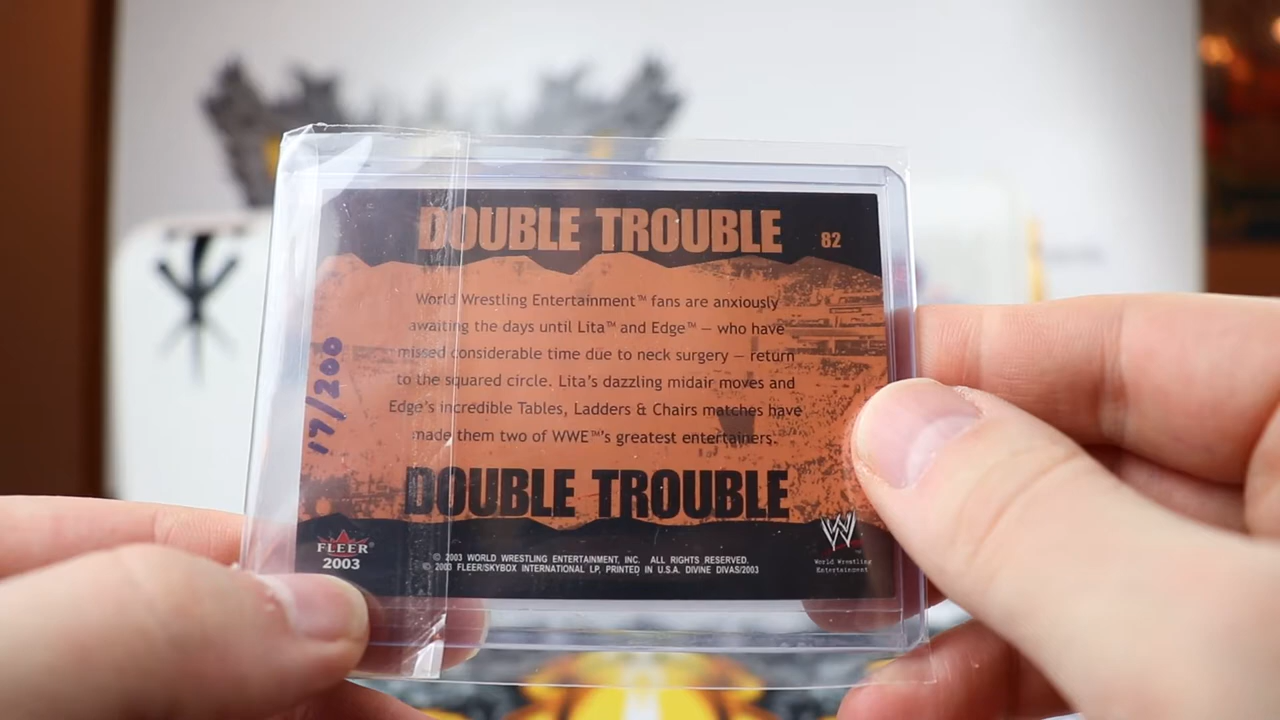 DOUBLE TROUBLE
82
World Wrestling Entertainment™ fans are anxiously
awaiting the days until Lita™ and Edge™ — who have
missed considerable time due to neck surgery — return
to the squared circle. Lita's dazzling midair moves and
Edge's incredible Tables, Ladders & Chairs matches have
made them two of WWE™'s greatest entertainers.
17/200
DOUBLE TROUBLE
FLEER®
2003
© 2003 WORLD WRESTLING ENTERTAINMENT, INC. ALL RIGHTS RESERVED.
© 2003 FLEER/SKYBOX INTERNATIONAL LP, PRINTED IN U.S.A. DIVINE DIVAS/2003
W
World Wrestling
Entertainment